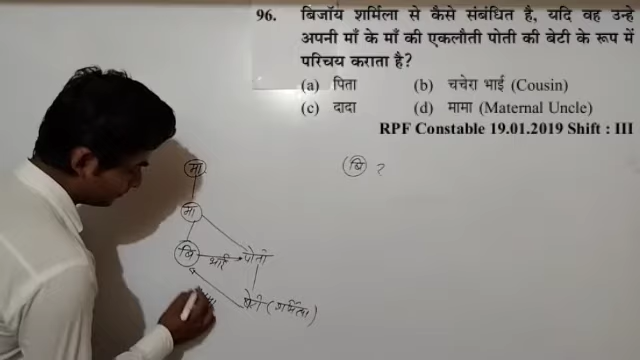 96. बिजॉय शर्मिला से कैसे संबंधित है, यदि वह उन्हे
अपनी माँ के माँ की एकलौती पोती की बेटी के रूप में
परिचय कराता है?
(a) पिता (b) चचेरा भाई (Cousin)
(c) दादा (d) मामा (Maternal Uncle)
RPF Constable 19.01.2019 Shift : III
मा
बि ?
मा
बि भाई पोती
बेटी (शर्मिला)